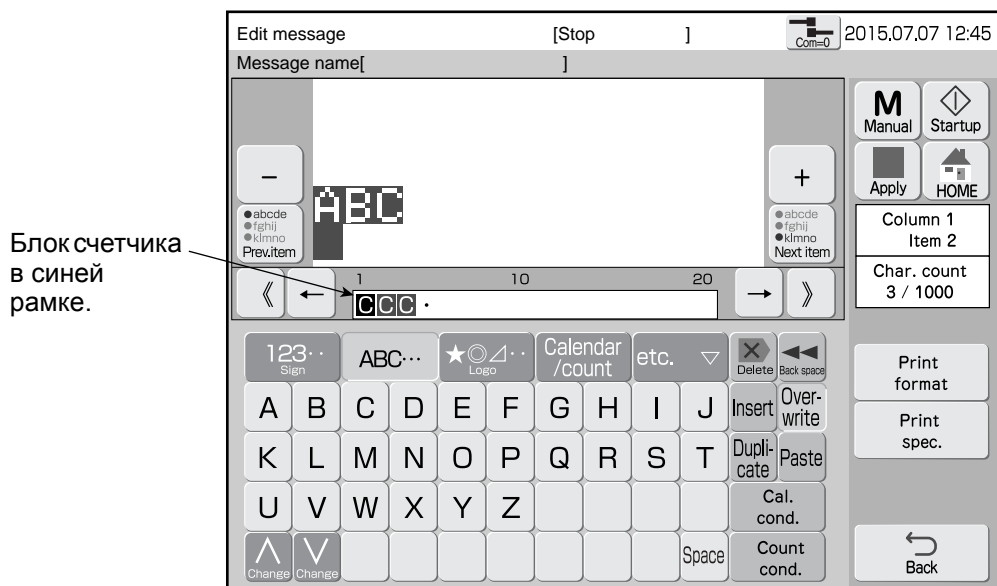 Edit message [Stop ] Com=0 2015.07.07 12:45
Message name[ ]
M
Manual
Startup
Apply
HOME
−
+
ABC
●abcde
●fghij
●klmno
Prev.item
●abcde
●fghij
●klmno
Next item
Column 1
Item 2
Блок счетчика
в синей
рамке.
《 ← 1 10 20 → 》
CCC・
Char. count
3 / 1000
123‥
Sign
ABC…
★◎⊿‥
Logo
Calendar
/count
etc. ▽
Delete
Back space
Print
format
A B C D E F G H I J
Insert
Over-
write
Print
spec.
K L M N O P Q R S T
Dupli-
cate
Paste
U V W X Y Z
Cal.
cond.
Change
Change
Space
Count
cond.
Back